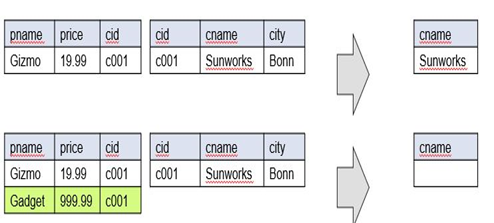 pname price cid cid cname city cname
Gizmo 19.99 c001 c001 Sunworks Bonn Sunworks
pname price cid cid cname city cname
Gizmo 19.99 c001 c001 Sunworks Bonn
Gadget 999.99 c001